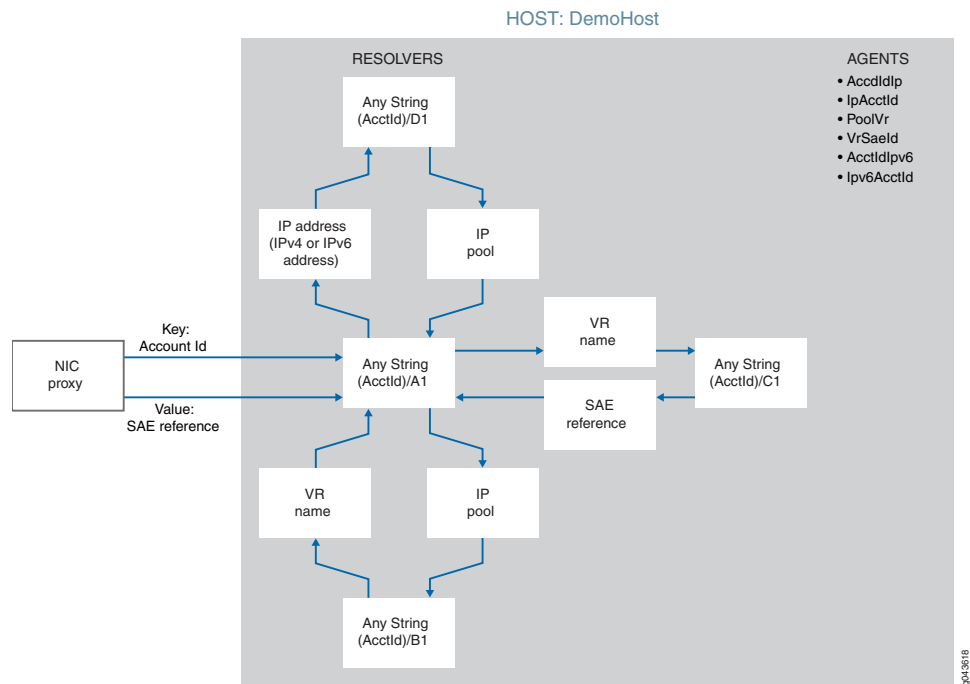 HOST: DemoHost
RESOLVERS
AGENTS
• AccdIdIp
• IpAcctId
• PoolVr
• VrSaeId
• AcctIdIpv6
• Ipv6AcctId
Any String
(AcctId)/D1
IP address
(IPv4 or IPv6
address)
IP
pool
Key:
Account Id
NIC
proxy
Value:
SAE reference
Any String
(AcctId)/A1
VR
name
Any String
(AcctId)/C1
SAE
reference
VR
name
IP
pool
Any String
(AcctId)/B1
g043618